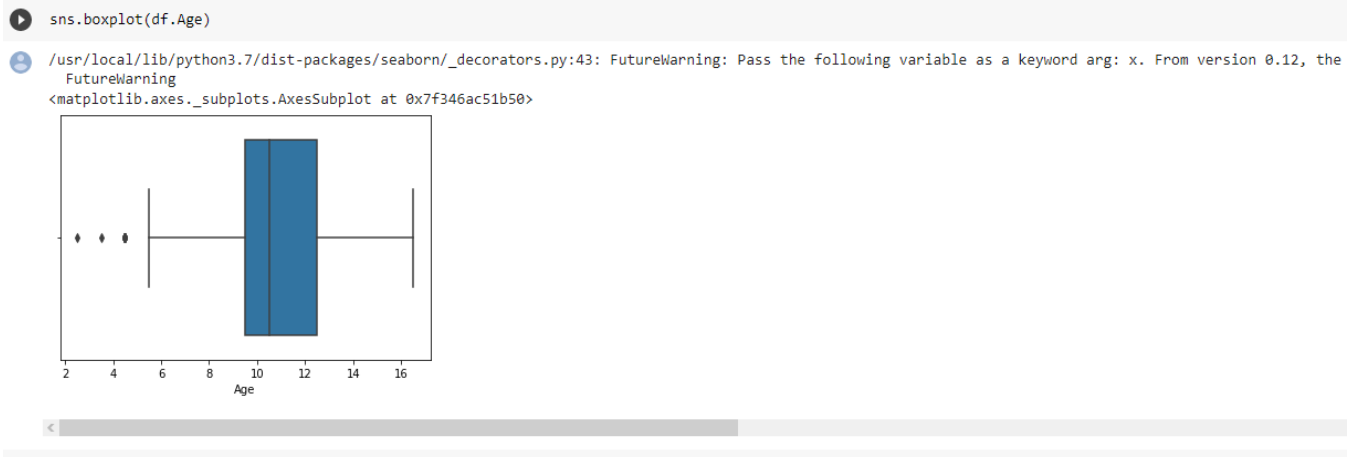 sns.boxplot(df.Age)
/usr/local/lib/python3.7/dist-packages/seaborn/_decorators.py:43: FutureWarning: Pass the following variable as a keyword arg: x. From version 0.12, the
FutureWarning
<matplotlib.axes._subplots.AxesSubplot at 0x7f346ac51b50>
2 4 6 8 10 12 14 16
Age